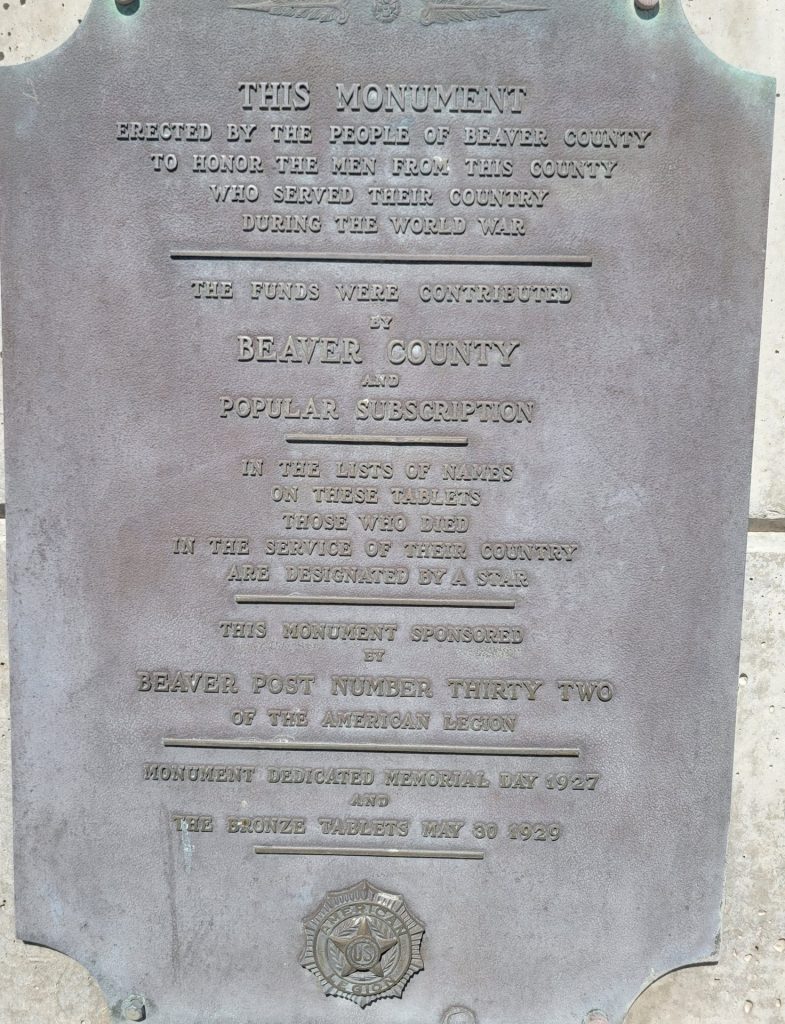 THIS MONUMENT
ERECTED BY THE PEOPLE OF BEAVER COUNTY
TO HONOR THE MEN FROM THIS COUNTY
WHO SERVED THEIR COUNTRY
DURING THE WORLD WAR
THE FUNDS WERE CONTRIBUTED
BY
BEAVER COUNTY
AND
POPULAR SUBSCRIPTION
IN THE LISTS OF NAMES
ON THESE TABLETS
THOSE WHO DIED
IN THE SERVICE OF THEIR COUNTRY
ARE DESIGNATED BY A STAR
THIS MONUMENT SPONSORED
BY
BEAVER POST NUMBER THIRTY TWO
OF THE AMERICAN LEGION
MONUMENT DEDICATED MEMORIAL DAY 1927
AND
THE BRONZE TABLETS MAY 30 1929
AMERICAN
US
LEGION